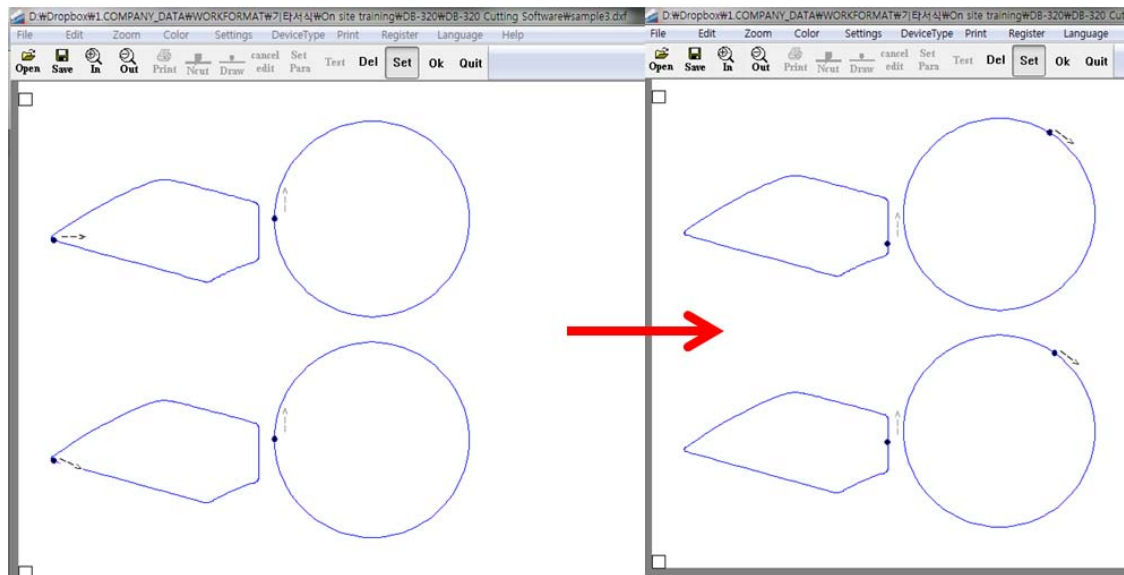 D:₩Dropbox₩1.COMPANY_DATA₩WORKFORMAT₩기타서식₩On site training₩DB-320₩DB-320 Cutting Software₩sample3.dxf
File Edit Zoom Color Settings DeviceType Print Register Language Help
Open Save In Out Print Ncut Draw cancel edit Set Para Test Del Set Ok Quit
D:₩Dropbox₩1.COMPANY_DATA₩WORKFORMAT₩기타서식₩On site training₩DB-320₩DB-320 Cut
File Edit Zoom Color Settings DeviceType Print Register Language
Open Save In Out Print Ncut Draw cancel edit Set Para Test Del Set Ok Quit